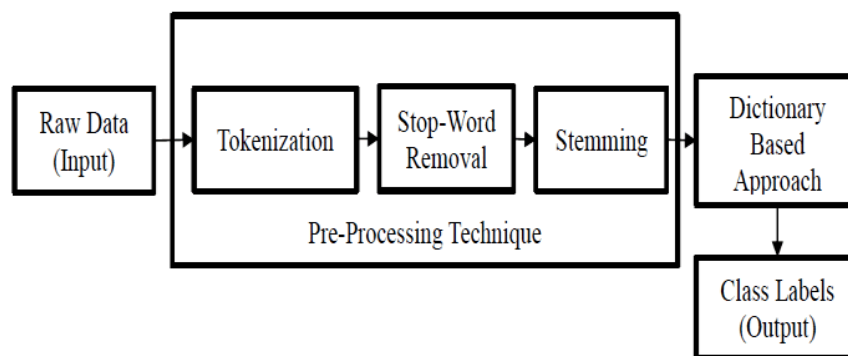 Raw Data
(Input)
Tokenization
Stop-Word
Removal
Stemming
Pre-Processing Technique
Dictionary
Based
Approach
Class Labels
(Output)